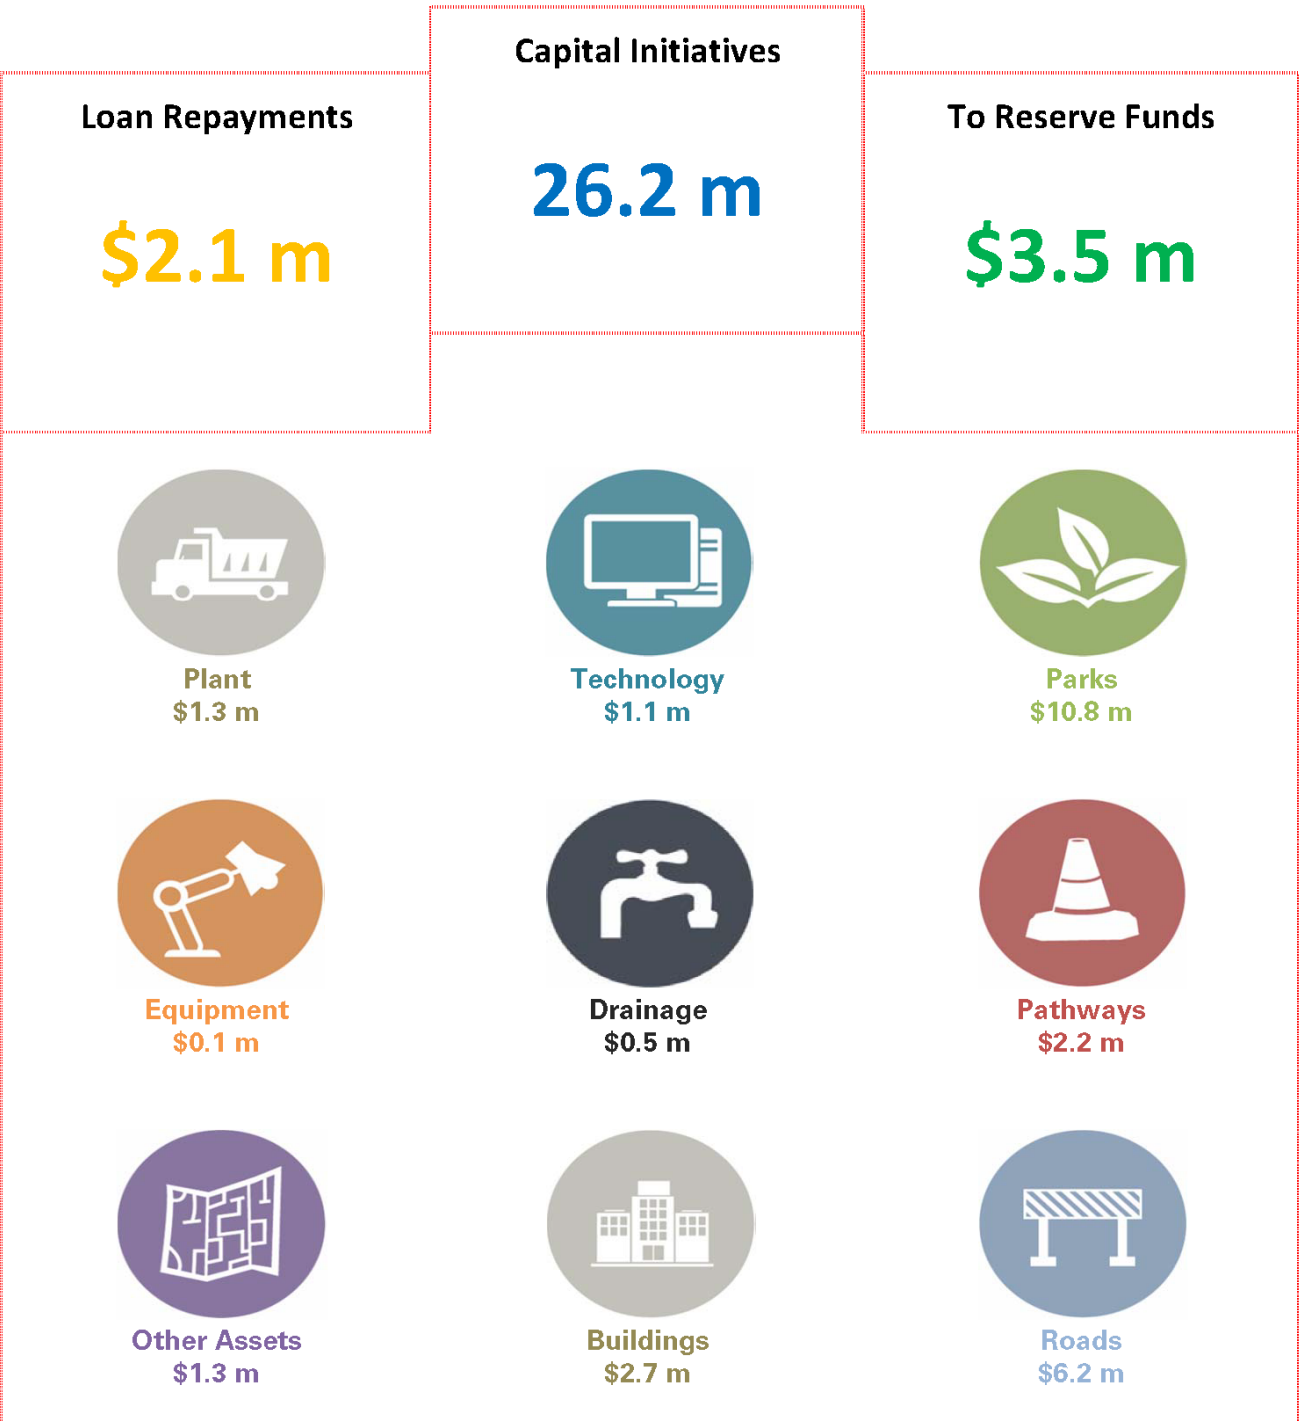 Capital Initiatives
26.2 m
Loan Repayments
$2.1 m
To Reserve Funds
$3.5 m
Plant
$1.3 m
Technology
$1.1 m
Parks
$10.8 m
Equipment
$0.1 m
Drainage
$0.5 m
Pathways
$2.2 m
Other Assets
$1.3 m
Buildings
$2.7 m
Roads
$6.2 m